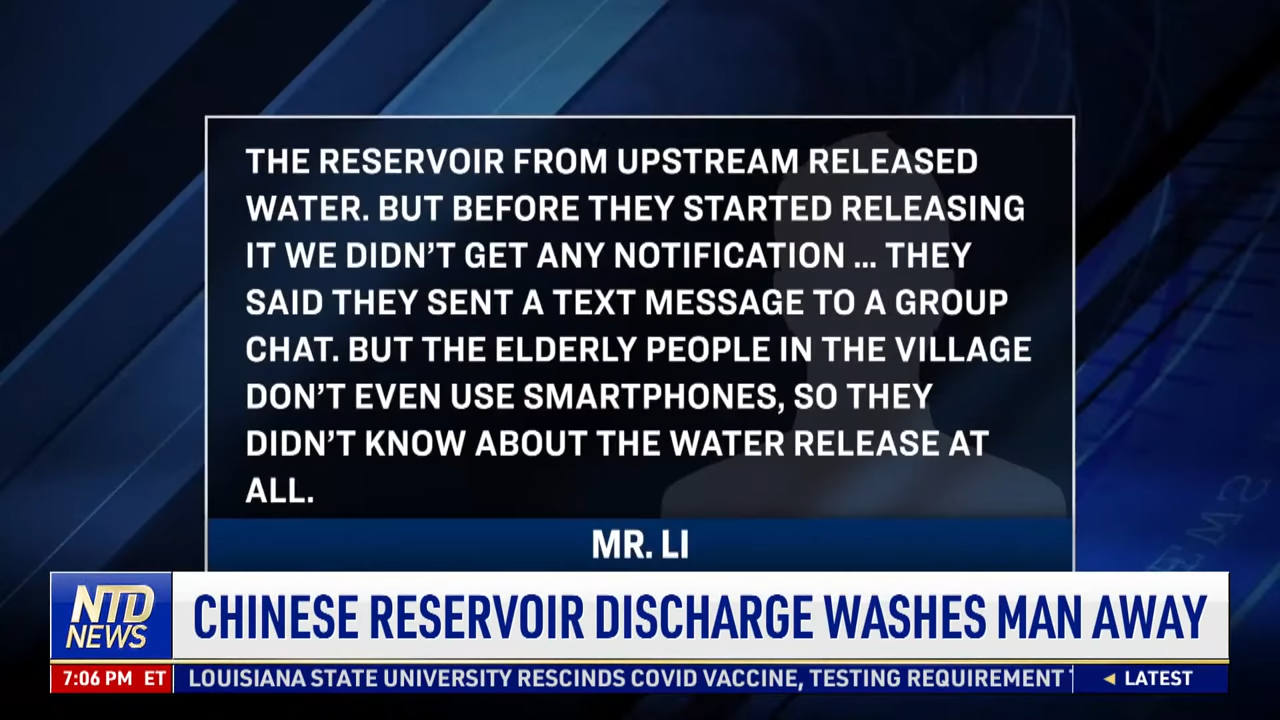 THE RESERVOIR FROM UPSTREAM RELEASED
WATER. BUT BEFORE THEY STARTED RELEASING
IT WE DIDN'T GET ANY NOTIFICATION ... THEY
SAID THEY SENT A TEXT MESSAGE TO A GROUP
CHAT. BUT THE ELDERLY PEOPLE IN THE VILLAGE
DON'T EVEN USE SMARTPHONES, SO THEY
DIDN'T KNOW ABOUT THE WATER RELEASE AT
ALL.
MR. LI
NTD
NEWS
CHINESE RESERVOIR DISCHARGE WASHES MAN AWAY
7:06 PM ET
LOUISIANA STATE UNIVERSITY RESCINDS COVID VACCINE, TESTING REQUIREMENT
◄ LATEST